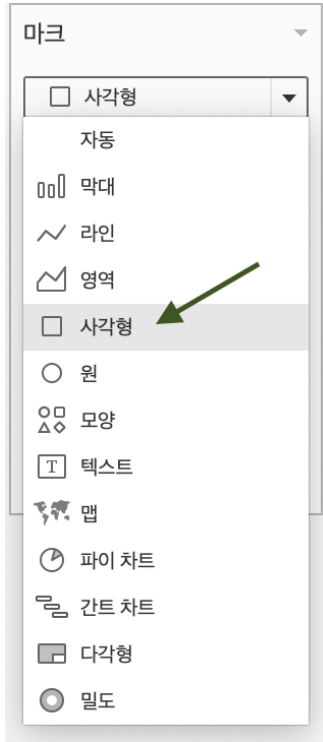 마크
사각형
자동
막대
라인
영역
사각형
원
모양
T 텍스트
맵
파이 차트
간트 차트
다각형
밀도